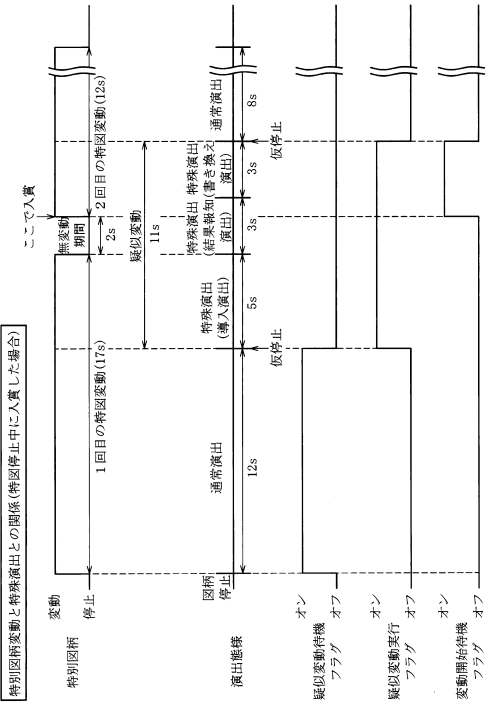 特別図柄変動と特殊演出との関係(特図停止中に入賞した場合)
ここで入賞
特別図柄
変動
停止
1回目の特図変動(17s)
無変動
期間
2s
2回目の特図変動(12s)
疑似変動
11s
演出態様
図柄
停止
通常演出
12s
特殊演出
(導入演出)
5s
特殊演出
(結果報知
演出)
3s
特殊演出
(書き換え
演出)
3s
通常演出
8s
仮停止
仮停止
疑似変動待機
フラグ
オン
オフ
疑似変動実行
フラグ
オン
オフ
変動開始待機
フラグ
オン
オフ